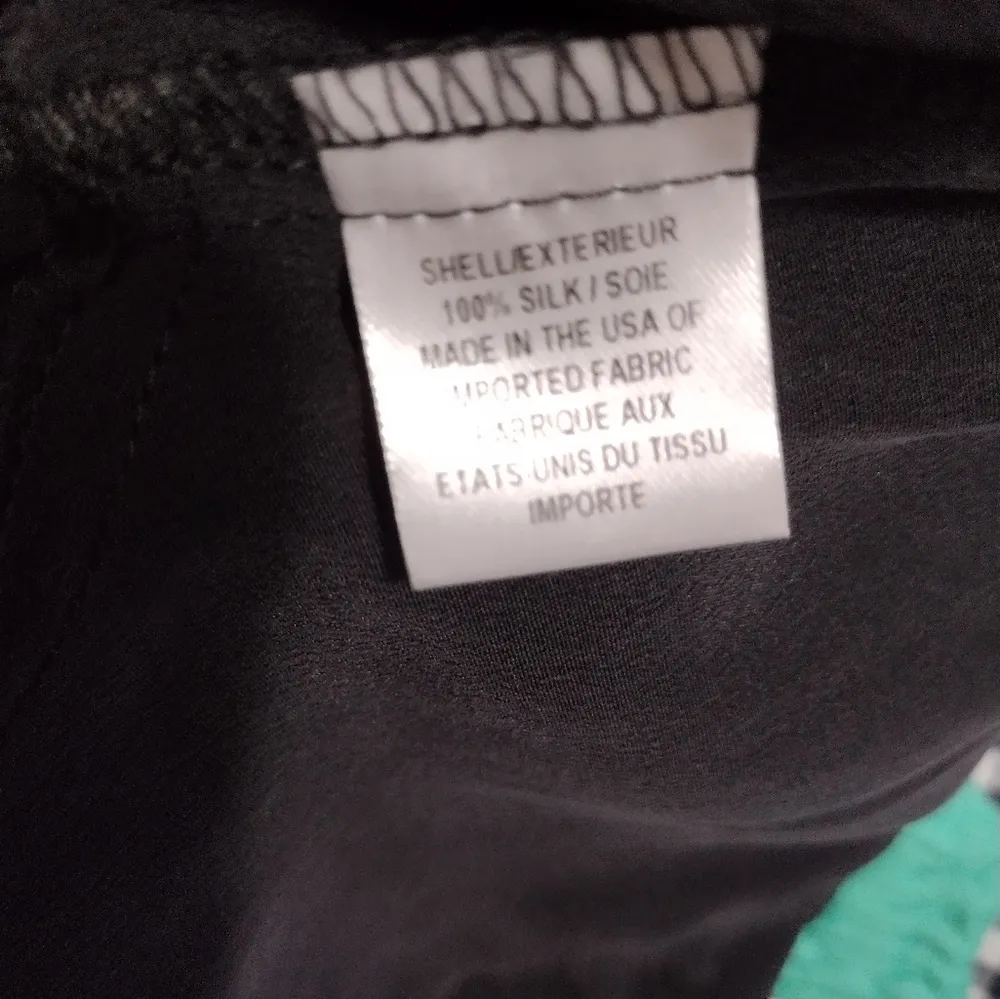 SHELL/EXTERIEUR
100% SILK / SOIE
MADE IN THE USA OF
IMPORTED FABRIC
FABRIQUE AUX
ETATS-UNIS DU TISSU
IMPORTE